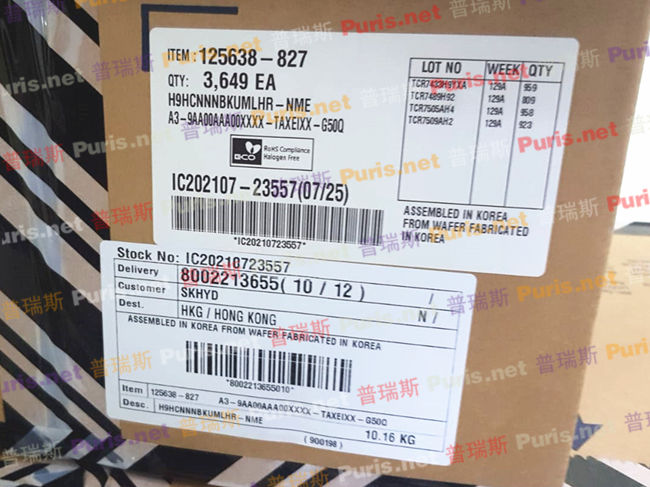 ITEM :125638-827
QTY: 3,649 EA
H9HCNNNBKUMLHR-NME
A3-9AA00AAA00XXXX-TAXEIXX-G50Q
ECO
RoHS Compliance
Halogen Free
IC202107-23557(07/25)
*IC20210723557*
LOT NO WEEK QTY
TCR7433H9YXA 129A 959
TCR7489H92 129A 809
TCR7505AH4 129A 958
TCR7509AH2 129A 923
ASSEMBLED IN KOREA
FROM WAFER FABRICATED
IN KOREA
Stock No: IC20210723557
Delivery 8002213655( 10 / 12 ) /
Customer SKHYD N /
Dest. HKG / HONG KONG
ASSEMBLED IN KOREA FROM WAFER FABRICATED IN KOREA
*8002213655010*
Item 125638-827 A3-9AA00AAA00XXXX-TAXEIXX-G50Q
Desc. H9HCNNNBKUMLHR-NME 10.16 KG
(900198)
普瑞斯 Puris.net